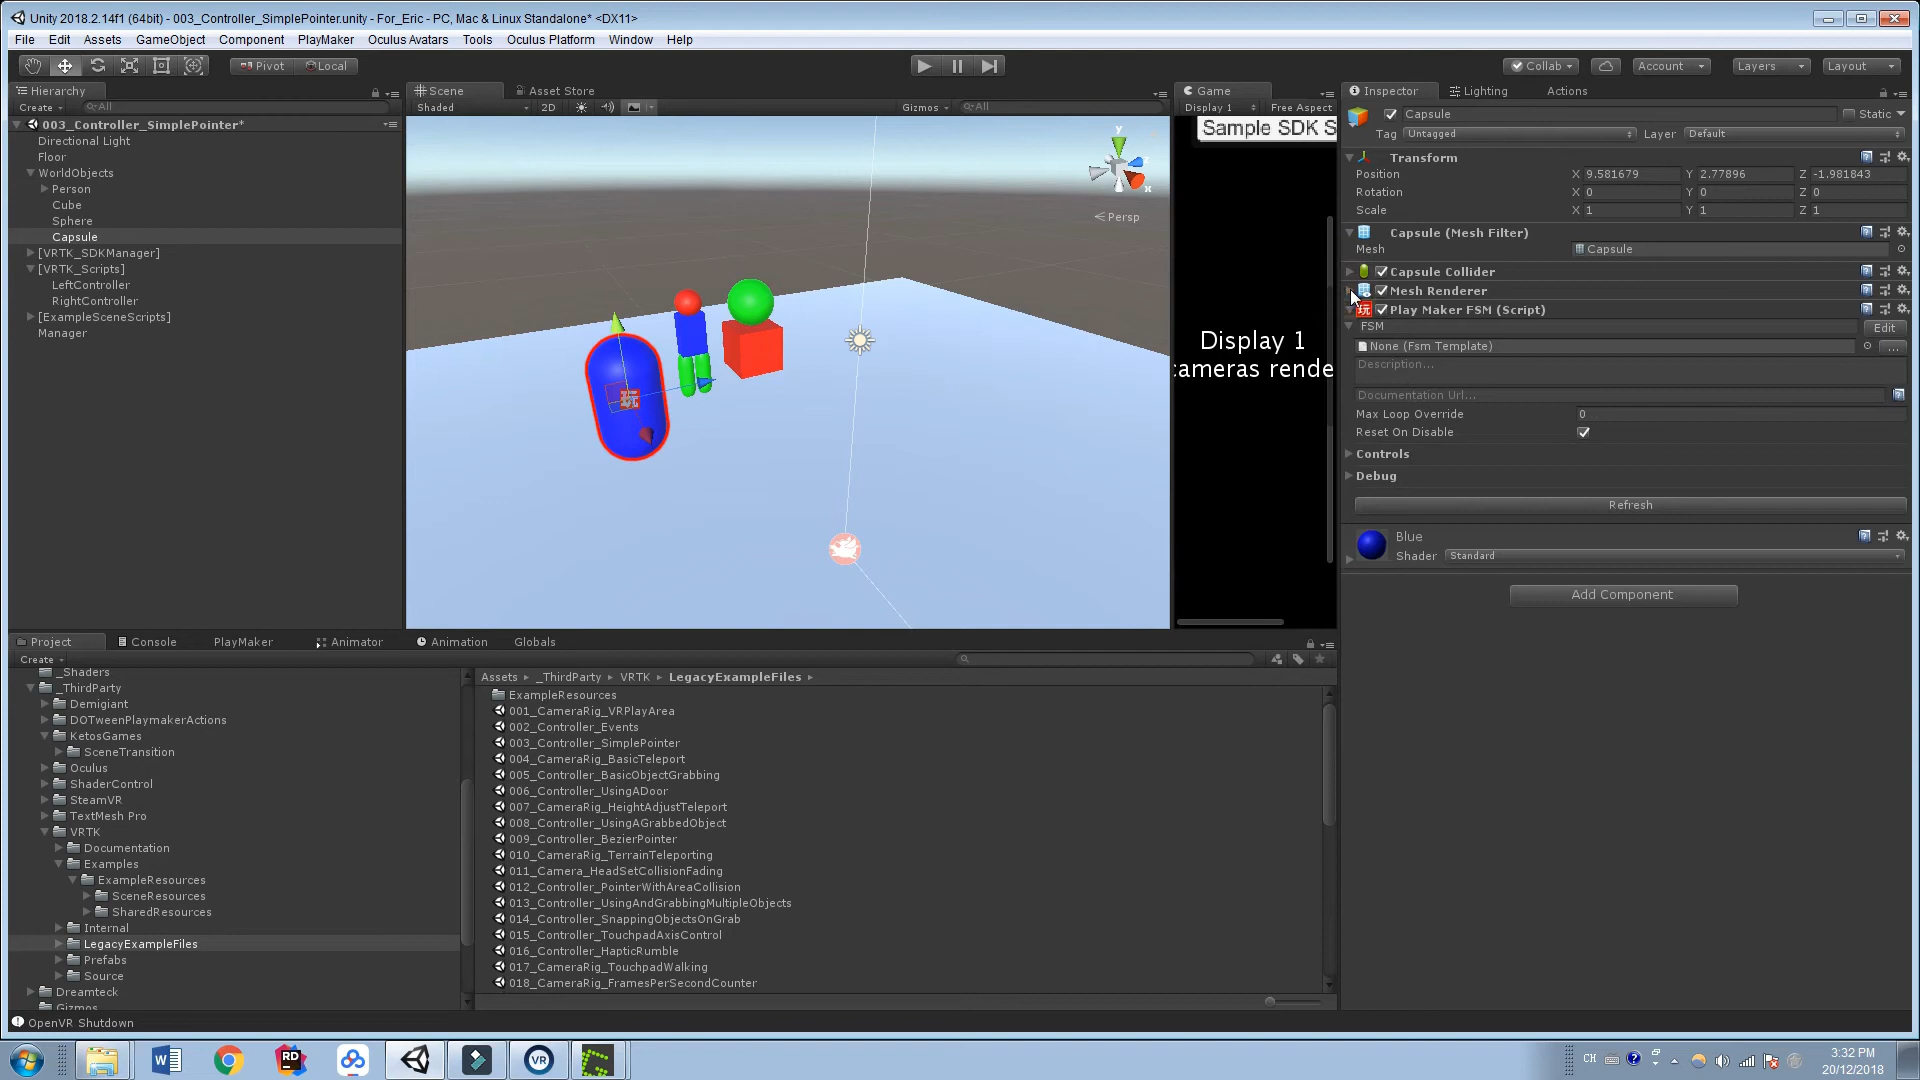 Unity 2018.2.14f1 (64bit) - 003_Controller_SimplePointer.unity - For_Eric - PC, Mac & Linux Standalone* <DX11>
File Edit Assets GameObject Component PlayMaker Oculus Avatars Tools Oculus Platform Window Help
Pivot Local Collab Account Layers Layout
Hierarchy
Create All
003_Controller_SimplePointer*
Directional Light
Floor
WorldObjects
Person
Cube
Sphere
Capsule
[VRTK_SDKManager]
[VRTK_Scripts]
LeftController
RightController
[ExampleSceneScripts]
Manager
Scene Asset Store
Shaded 2D Gizmos All
y
x
Persp
玩
Game
Display 1 Free Aspect
Sample SDK S
Display 1
cameras rende
Inspector Lighting Actions
Capsule Static
Tag Untagged Layer Default
Transform
Position X 9.581679 Y 2.77896 Z -1.981843
Rotation X 0 Y 0 Z 0
Scale X 1 Y 1 Z 1
Capsule (Mesh Filter)
Mesh Capsule
Capsule Collider
Mesh Renderer
玩 Play Maker FSM (Script)
FSM Edit
None (Fsm Template) ...
Description...
Documentation Url...
Max Loop Override 0
Reset On Disable
Controls
Debug
Refresh
Blue
Shader Standard
Add Component
Project Console PlayMaker Animator Animation Globals
Create
_Shaders
_ThirdParty
Demigiant
DOTweenPlaymakerActions
KetosGames
SceneTransition
Oculus
ShaderControl
SteamVR
TextMesh Pro
VRTK
Documentation
Examples
ExampleResources
SceneResources
SharedResources
Internal
LegacyExampleFiles
Prefabs
Source
Dreamteck
Gizmos
Assets _ThirdParty VRTK LegacyExampleFiles
ExampleResources
001_CameraRig_VRPlayArea
002_Controller_Events
003_Controller_SimplePointer
004_CameraRig_BasicTeleport
005_Controller_BasicObjectGrabbing
006_Controller_UsingADoor
007_CameraRig_HeightAdjustTeleport
008_Controller_UsingAGrabbedObject
009_Controller_BezierPointer
010_CameraRig_TerrainTeleporting
011_Camera_HeadSetCollisionFading
012_Controller_PointerWithAreaCollision
013_Controller_UsingAndGrabbingMultipleObjects
014_Controller_SnappingObjectsOnGrab
015_Controller_TouchpadAxisControl
016_Controller_HapticRumble
017_CameraRig_TouchpadWalking
018_CameraRig_FramesPerSecondCounter
OpenVR Shutdown
W RD VR CH
3:32 PM
20/12/2018